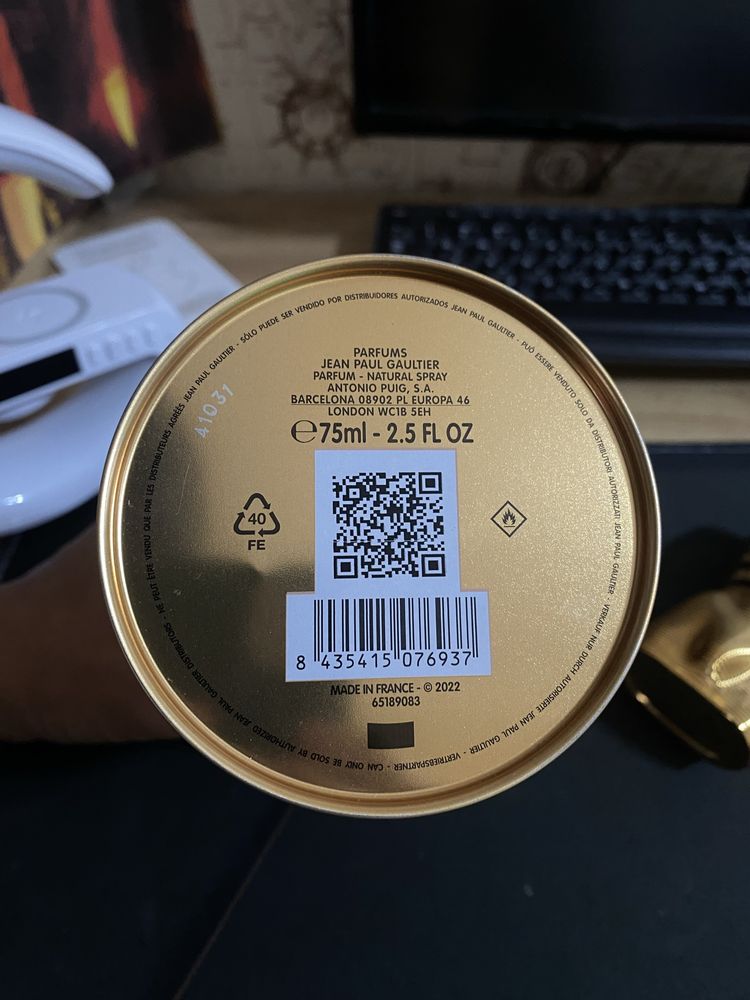 PARFUMS
JEAN PAUL GAULTIER
PARFUM - NATURAL SPRAY
ANTONIO PUIG, S.A.
BARCELONA 08902 PL EUROPA 46
LONDON WC1B 5EH
℮75ml - 2.5 FL OZ
41031
40
FE
8 435415 076937
MADE IN FRANCE - © 2022
65189083
NE PEUT ÊTRE VENDU QUE PAR LES DISTRIBUTEURS AGRÉÉS JEAN PAUL GAULTIER - SÓLO PUEDE SER VENDIDO POR DISTRIBUIDORES AUTORIZADOS JEAN PAUL GAULTIER - PUÒ ESSERE VENDUTO SOLO DA DISTRIBUTORI AUTORIZZATI JEAN PAUL GAULTIER - VERKAUF NUR DURCH AUTORISIERTE JEAN PAUL GAULTIER - VERTRIEBSPARTNER - CAN ONLY BE SOLD BY AUTHORIZED JEAN PAUL GAULTIER DISTRIBUTORS -